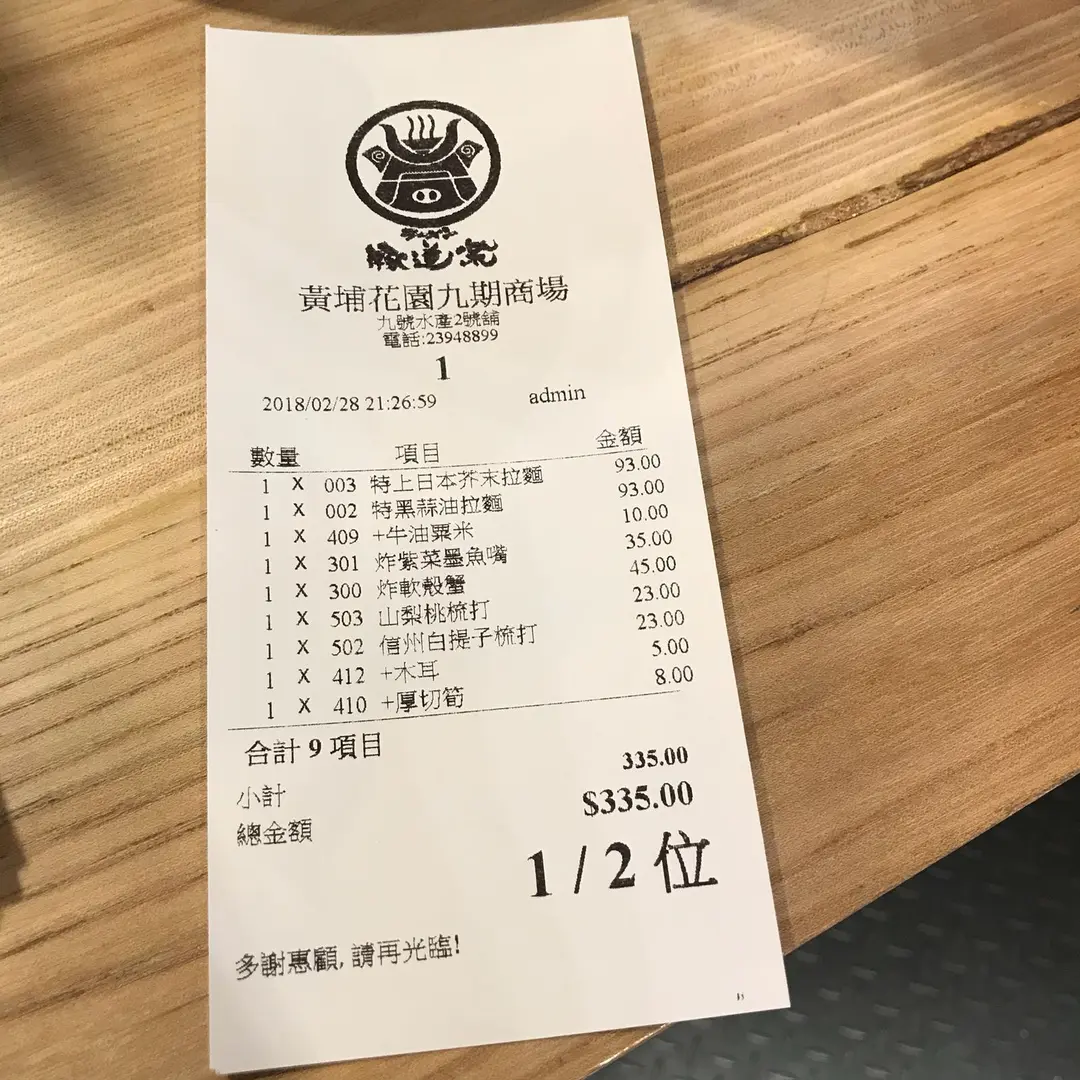 豚道家
黃埔花園九期商場
九號水產2號舖
電話:23948899
1
2018/02/28 21:26:59 admin
數量 項目 金額
1 X 003 特上日本芥末拉麵 93.00
1 X 002 特黑蒜油拉麵 93.00
1 X 409 +牛油粟米 10.00
1 X 301 炸紫菜墨魚嘴 35.00
1 X 300 炸軟殼蟹 45.00
1 X 503 山梨桃梳打 23.00
1 X 502 信州白提子梳打 23.00
1 X 412 +木耳 5.00
1 X 410 +厚切筍 8.00
合計 9 項目
小計 335.00
總金額 $335.00
1 / 2 位
多謝惠顧, 請再光臨!